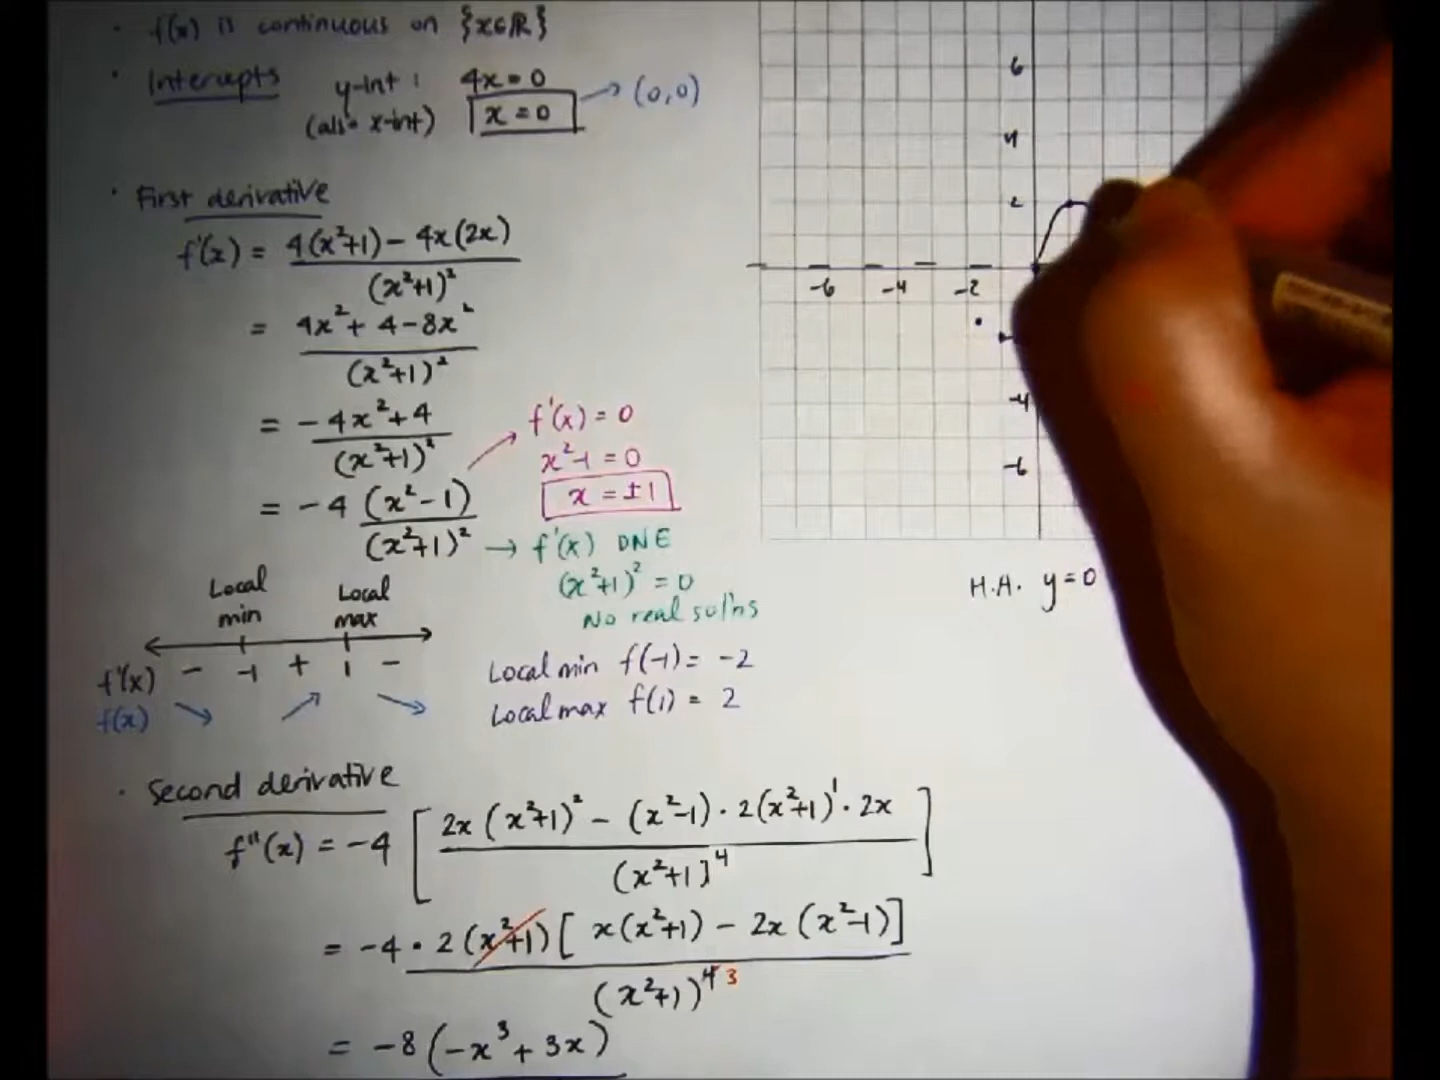 · f(x) is continuous on {x∈ℝ}
· Intercepts y-int : 4x = 0 → (0,0)
(also x-int) x = 0
· First derivative
f'(x) = 4(x²+1) - 4x(2x) / (x²+1)²
= 4x² + 4 - 8x² / (x²+1)²
= -4x² + 4 / (x²+1)²
= -4 (x² - 1) / (x²+1)²
f'(x) = 0
x² - 1 = 0
x = ±1
→ f'(x) DNE
(x²+1)² = 0
No real sol'ns
Local min Local max
f'(x) - -1 + 1 -
f(x) ↘ ↗ ↘
Local min f(-1) = -2
Local max f(1) = 2
· Second derivative
f''(x) = -4 [ 2x (x²+1)² - (x²-1) · 2(x²+1)¹ · 2x / (x²+1]⁴ ]
= -4 · 2 (x²+1) [ x(x²+1) - 2x (x²-1) ] / (x²+1)⁴ 3
= -8 (-x³ + 3x)
6
4
2
-6 -4 -2
-4
-6
H.A. y = 0